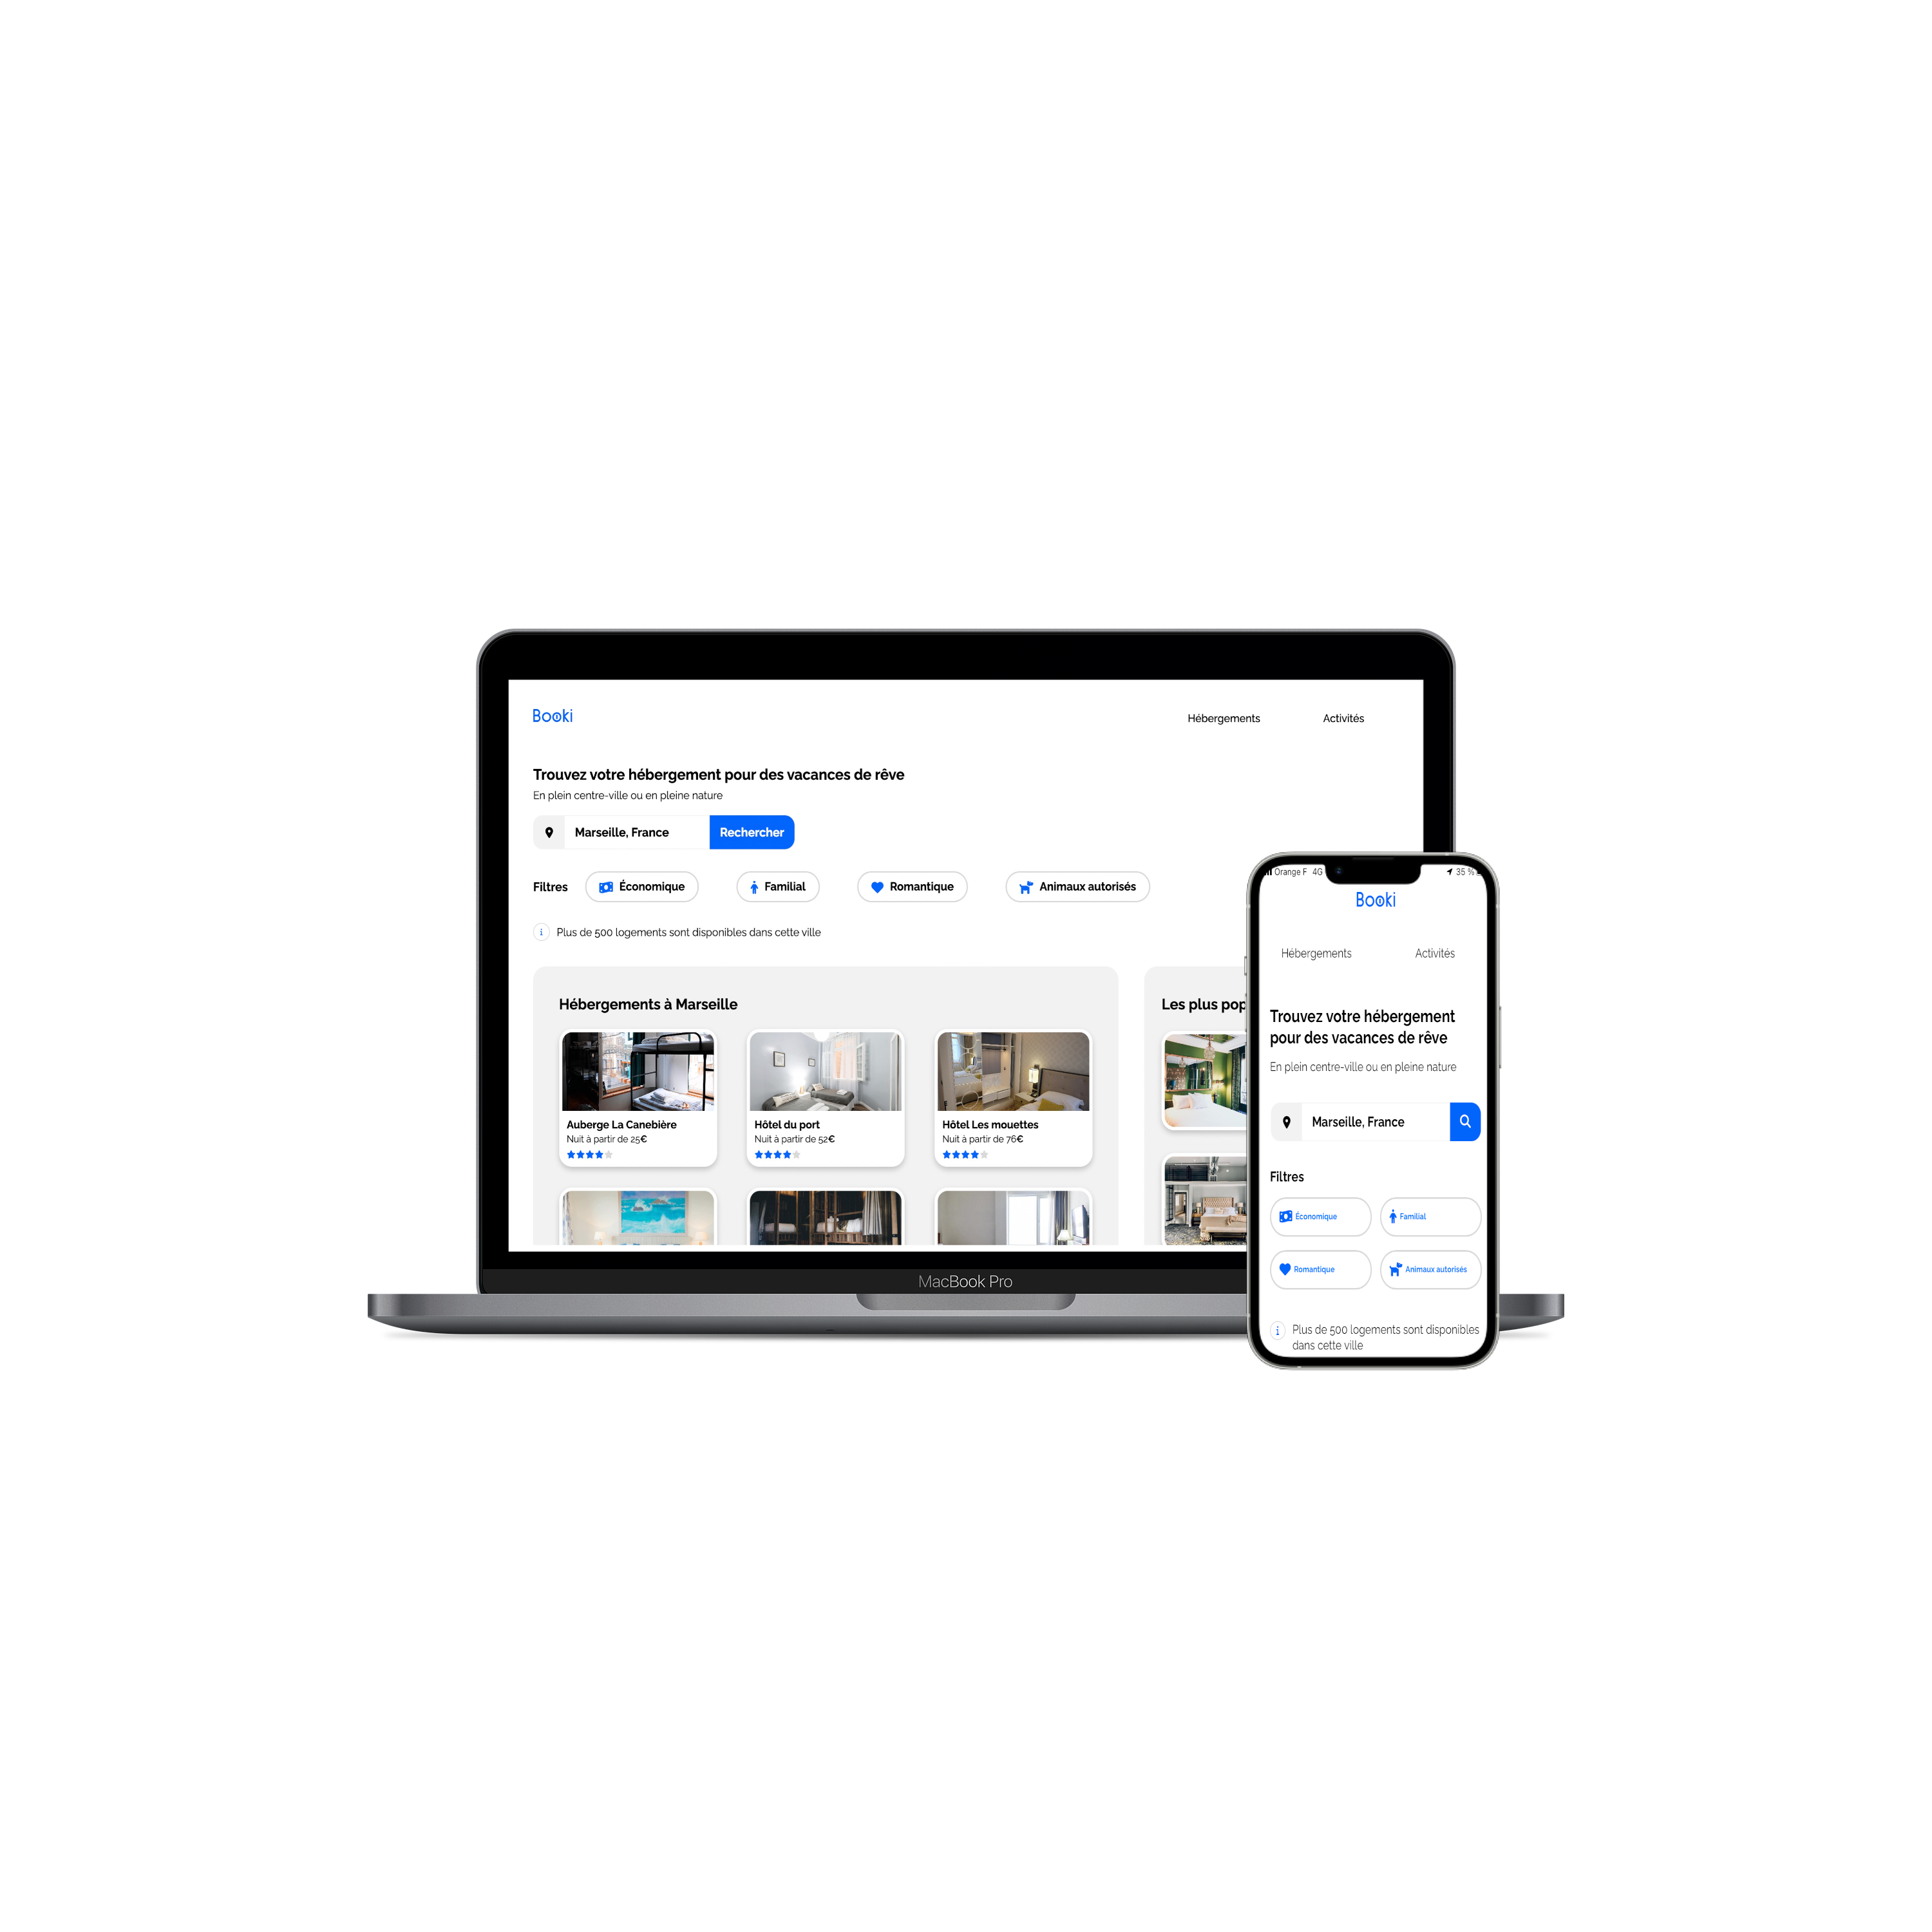 Booki
Hébergements
Activités
Trouvez votre hébergement pour des vacances de rêve
En plein centre-ville ou en pleine nature
Marseille, France
Rechercher
Filtres
Économique
Familial
Romantique
Animaux autorisés
i
Plus de 500 logements sont disponibles dans cette ville
Hébergements à Marseille
Auberge La Canebière
Nuit à partir de 25€
Hôtel du port
Nuit à partir de 52€
Hôtel Les mouettes
Nuit à partir de 76€
Les plus pop
MacBook Pro
Orange F 4G
35 %
Booki
Hébergements
Activités
Trouvez votre hébergement
pour des vacances de rêve
En plein centre-ville ou en pleine nature
Marseille, France
Filtres
Économique
Familial
Romantique
Animaux autorisés
i
Plus de 500 logements sont disponibles
dans cette ville